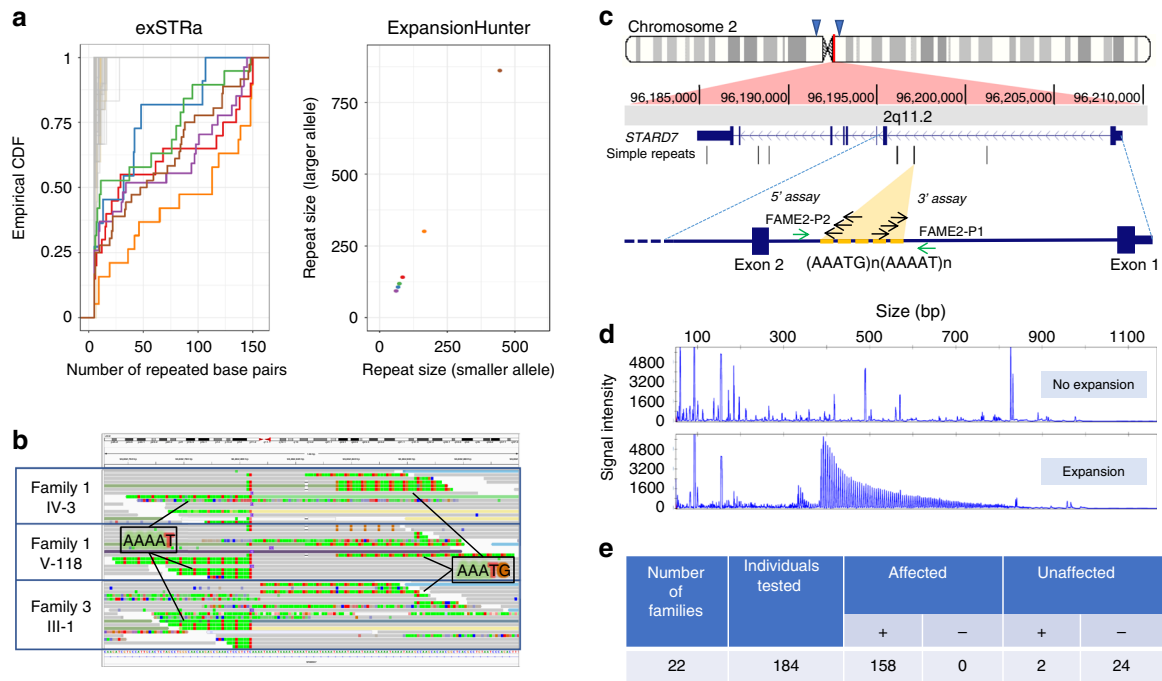 a
exSTRa
ExpansionHunter
Empirical CDF
1
0.75
0.50
0.25
0
0
50
100
150
Number of repeated base pairs
Repeat size (larger allele)
750
500
250
0
0
250
500
Repeat size (smaller allele)
b
Family 1
IV-3
Family 1
V-118
Family 3
III-1
AAAAT
AAATG
c
Chromosome 2
96,185,000
96,190,000
96,195,000
96,200,000
96,205,000
96,210,000
2q11.2
STARD7
Simple repeats
5′ assay
3′ assay
FAME2-P2
FAME2-P1
Exon 2
(AAATG)n(AAAAT)n
Exon 1
d
Size (bp)
100
300
500
700
900
1100
Signal intensity
4800
3200
1600
0
No expansion
4800
3200
1600
0
Expansion
e
Number of families
Individuals tested
Affected
Unaffected
+
−
+
−
22
184
158
0
2
24